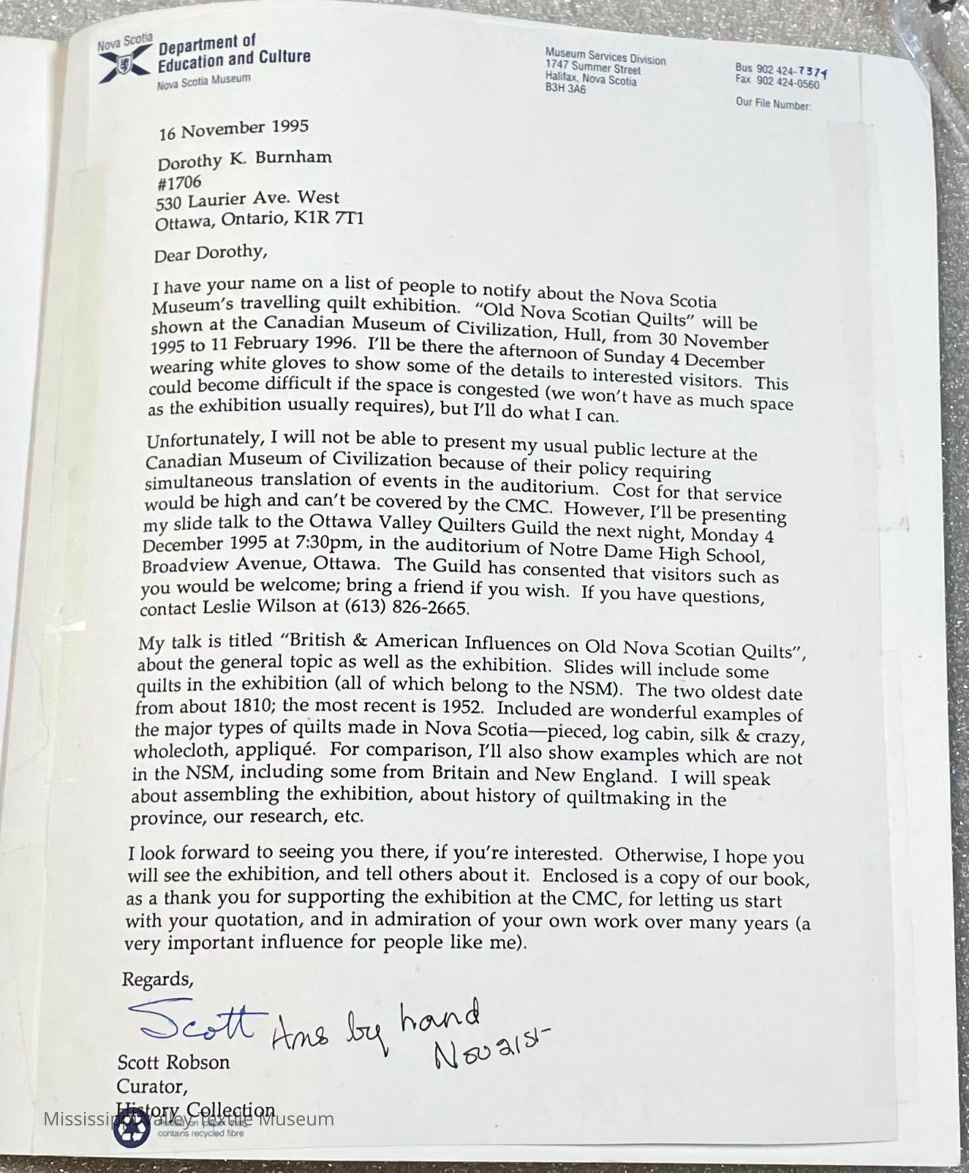 Nova Scotia
Department of
Education and Culture
Nova Scotia Museum
Museum Services Division
1747 Summer Street
Halifax, Nova Scotia
B3H 3A6
Bus 902 424-7374
Fax 902 424-0560
Our File Number:
16 November 1995
Dorothy K. Burnham
#1706
530 Laurier Ave. West
Ottawa, Ontario, K1R 7T1
Dear Dorothy,
I have your name on a list of people to notify about the Nova Scotia
Museum's travelling quilt exhibition. "Old Nova Scotian Quilts" will be
shown at the Canadian Museum of Civilization, Hull, from 30 November
1995 to 11 February 1996. I'll be there the afternoon of Sunday 4 December
wearing white gloves to show some of the details to interested visitors. This
could become difficult if the space is congested (we won't have as much space
as the exhibition usually requires), but I'll do what I can.
Unfortunately, I will not be able to present my usual public lecture at the
Canadian Museum of Civilization because of their policy requiring
simultaneous translation of events in the auditorium. Cost for that service
would be high and can't be covered by the CMC. However, I'll be presenting
my slide talk to the Ottawa Valley Quilters Guild the next night, Monday 4
December 1995 at 7:30pm, in the auditorium of Notre Dame High School,
Broadview Avenue, Ottawa. The Guild has consented that visitors such as
you would be welcome; bring a friend if you wish. If you have questions,
contact Leslie Wilson at (613) 826-2665.
My talk is titled "British & American Influences on Old Nova Scotian Quilts",
about the general topic as well as the exhibition. Slides will include some
quilts in the exhibition (all of which belong to the NSM). The two oldest date
from about 1810; the most recent is 1952. Included are wonderful examples of
the major types of quilts made in Nova Scotia—pieced, log cabin, silk & crazy,
wholecloth, appliqué. For comparison, I'll also show examples which are not
in the NSM, including some from Britain and New England. I will speak
about assembling the exhibition, about history of quiltmaking in the
province, our research, etc.
I look forward to seeing you there, if you're interested. Otherwise, I hope you
will see the exhibition, and tell others about it. Enclosed is a copy of our book,
as a thank you for supporting the exhibition at the CMC, for letting us start
with your quotation, and in admiration of your own work over many years (a
very important influence for people like me).
Regards,
Scott Ans by hand
Nov 21st
Scott Robson
Curator,
History Collection
Mississippi Valley Textile Museum
contains recycled fibre